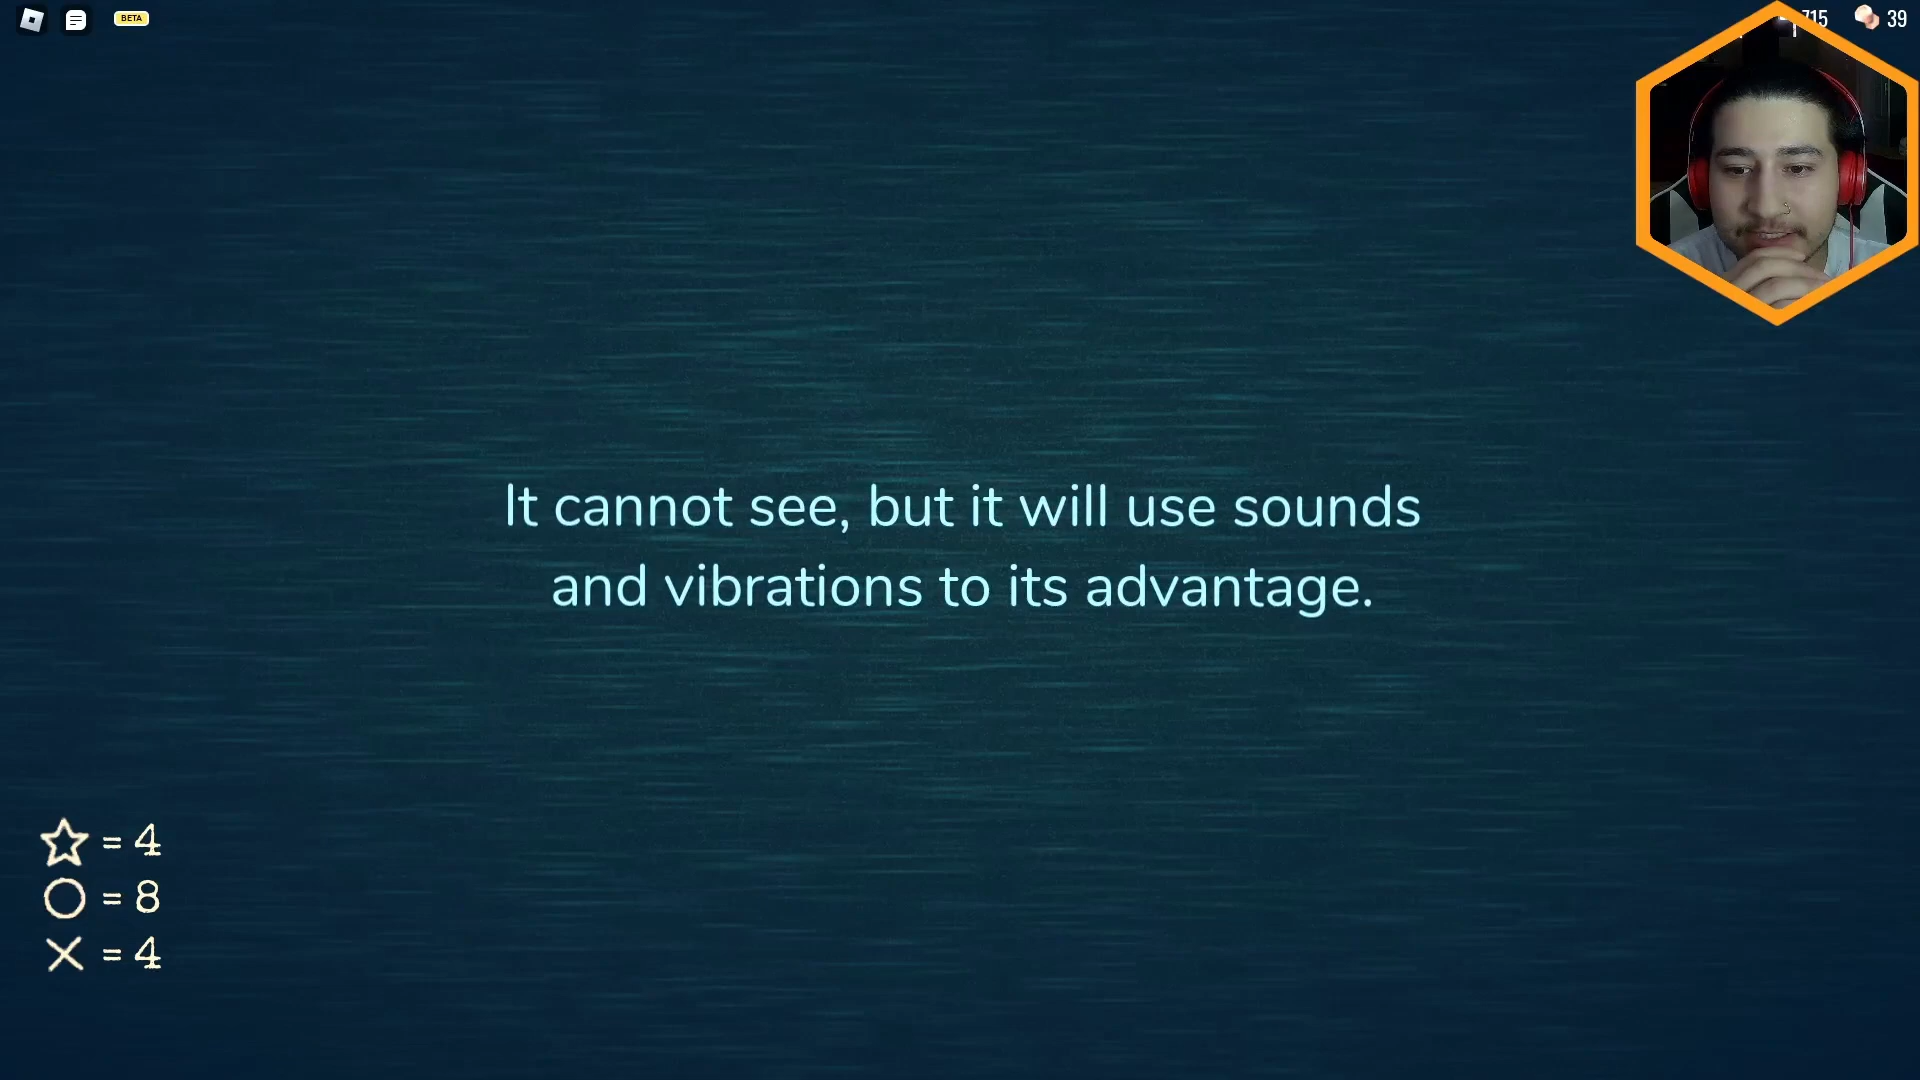 BETA
715
39
It cannot see, but it will use sounds
and vibrations to its advantage.
☆ = 4
○ = 8
× = 4